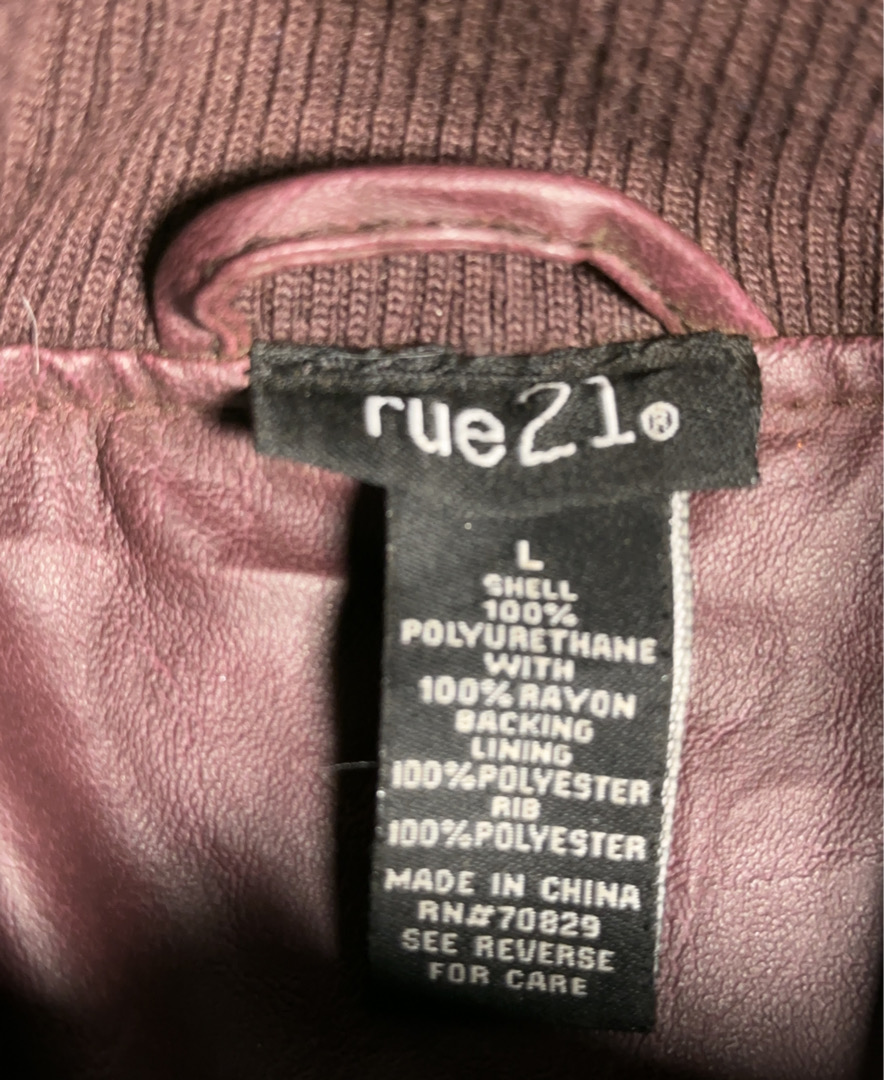 rue21®
L
SHELL
100%
POLYURETHANE
WITH
100% RAYON
BACKING
LINING
100%POLYESTER
RIB
100%POLYESTER
MADE IN CHINA
RN#70829
SEE REVERSE
FOR CARE